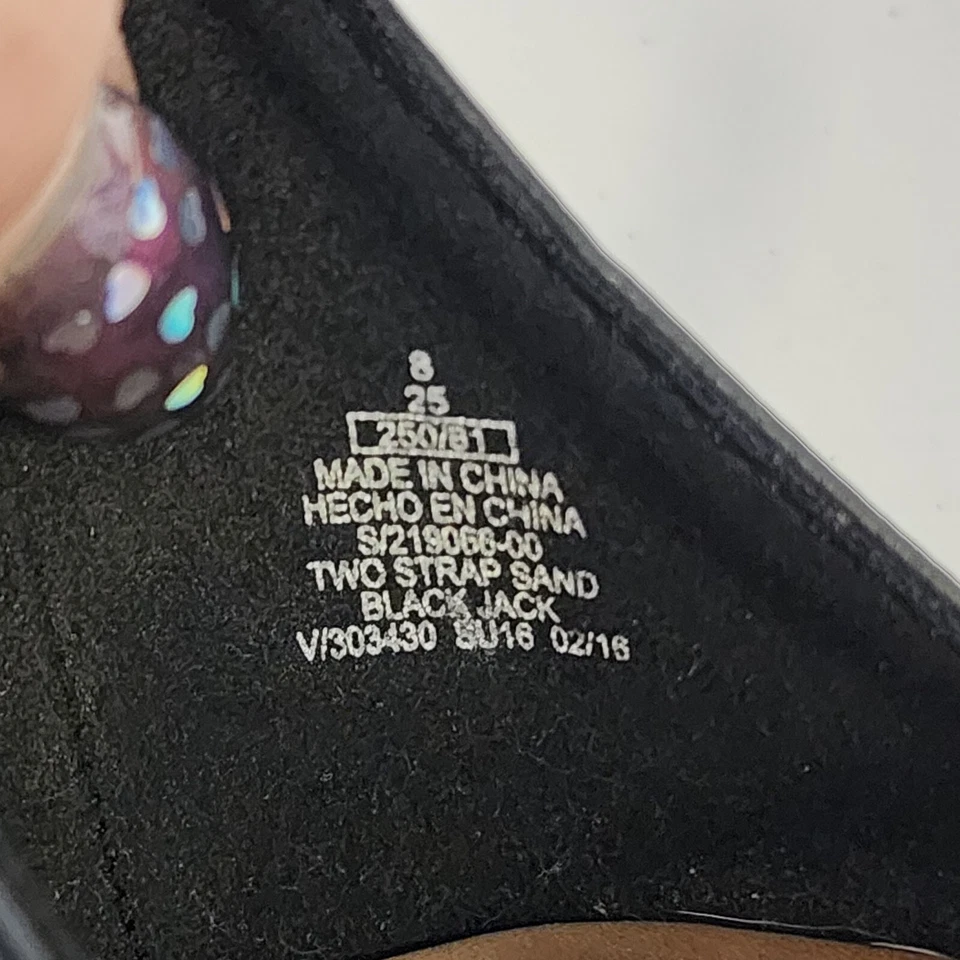 8
25
250/81
MADE IN CHINA
HECHO EN CHINA
S/219066-00
TWO STRAP SAND
BLACK JACK
V/303430 SU16 02/16